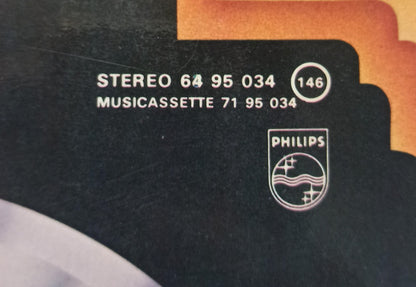 STEREO 64 95 034 146
MUSICASSETTE 71 95 034
PHILIPS